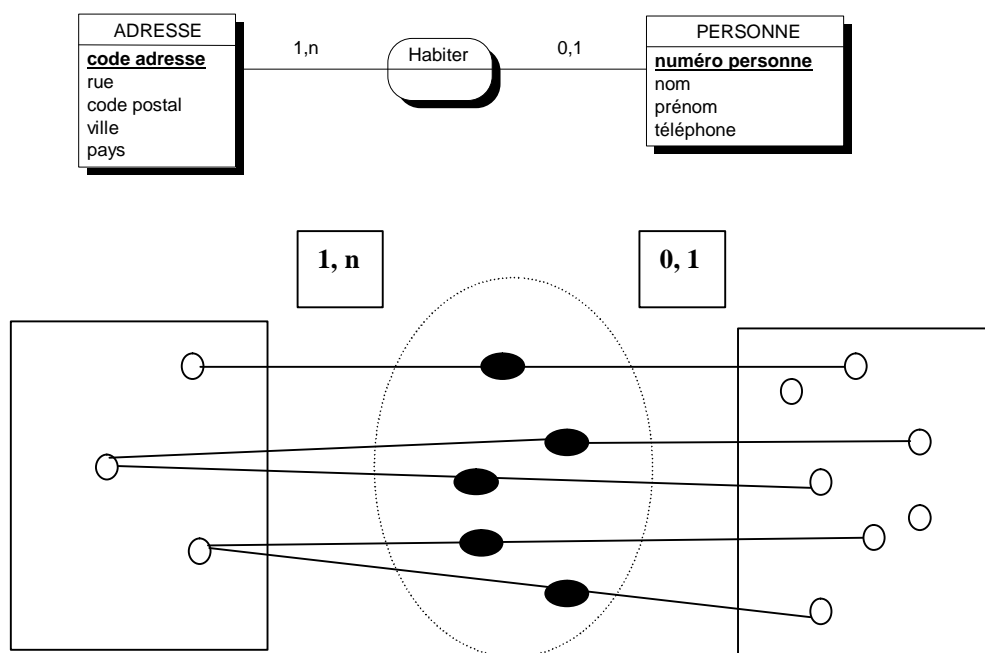 ADRESSE
code adresse
rue
code postal
ville
pays
1,n
Habiter
0,1
PERSONNE
numéro personne
nom
prénom
téléphone
1, n
0, 1